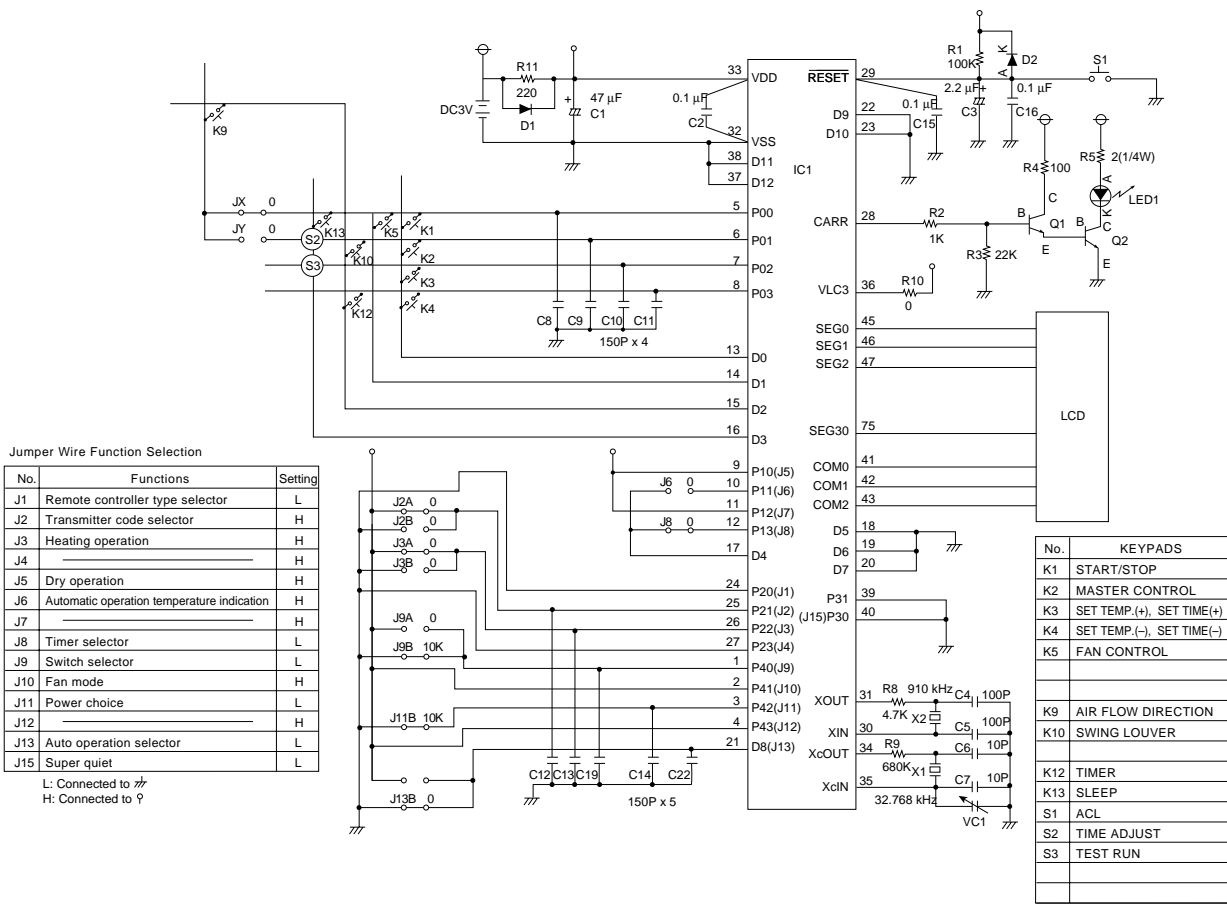 R11
220
D1
DC3V
+
47 µF
C1
0.1 µF
C2
33 VDD
32 VSS
38 D11
37 D12
5 P00
6 P01
7 P02
8 P03
13 D0
14 D1
15 D2
16 D3
9 P10(J5)
10 P11(J6)
11 P12(J7)
12 P13(J8)
17 D4
24 P20(J1)
25 P21(J2)
26 P22(J3)
27 P23(J4)
1 P40(J9)
2 P41(J10)
3 P42(J11)
4 P43(J12)
21 D8(J13)
IC1
RESET 29
D9 22
D10 23
CARR 28
VLC3 36
SEG0 45
SEG1 46
SEG2 47
SEG30 75
COM0 41
COM1 42
COM2 43
D5 18
D6 19
D7 20
P31 39
(J15)P30 40
XOUT 31
XIN 30
XcOUT 34
XcIN 35
R1
100K
K
A
D2
S1
2.2 µF
+
C3
0.1 µF
C16
0.1 µF
C15
R4 100
R5 2(1/4W)
A
K
LED1
R2
1K
R3 22K
B
C
E
Q1
B
C
E
Q2
R10
0
LCD
R8 910 kHz C4 100P
4.7K X2
C5 100P
R9 C6 10P
680K X1
C7 10P
32.768 kHz
VC1
K9
JX 0
JY 0
S2
S3
K13
K5
K1
K10
K2
K3
K12
K4
C8 C9 C10 C11
150P x 4
J6 0
J8 0
J2A 0
J2B 0
J3A 0
J3B 0
J9A 0
J9B 10K
J11B 10K
J13B 0
C12 C13 C19 C14 C22
150P x 5
Jumper Wire Function Selection
No. Functions Setting
J1 Remote controller type selector L
J2 Transmitter code selector H
J3 Heating operation H
J4 H
J5 Dry operation H
J6 Automatic operation temperature indication H
J7 H
J8 Timer selector L
J9 Switch selector L
J10 Fan mode H
J11 Power choice L
J12 H
J13 Auto operation selector L
J15 Super quiet L
L: Connected to
H: Connected to
No. KEYPADS
K1 START/STOP
K2 MASTER CONTROL
K3 SET TEMP.(+), SET TIME(+)
K4 SET TEMP.(–), SET TIME(–)
K5 FAN CONTROL
K9 AIR FLOW DIRECTION
K10 SWING LOUVER
K12 TIMER
K13 SLEEP
S1 ACL
S2 TIME ADJUST
S3 TEST RUN